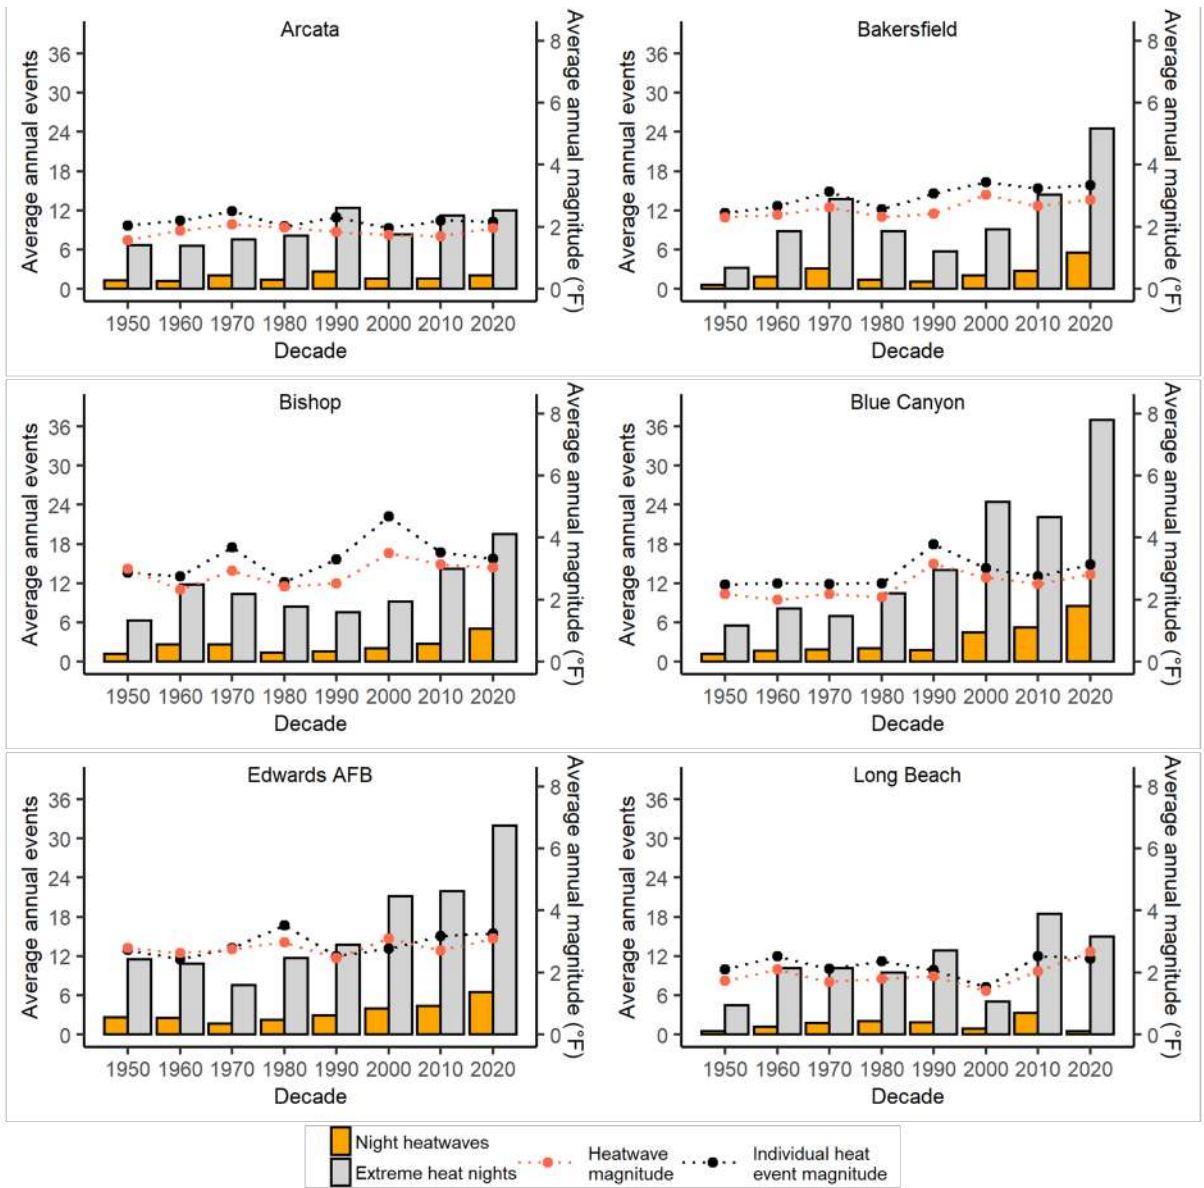 Arcata
Average annual events
36
30
24
18
12
6
0
Average annual magnitude (°F)
8
6
4
2
0
1950 1960 1970 1980 1990 2000 2010 2020
Decade
Bakersfield
Average annual events
36
30
24
18
12
6
0
Average annual magnitude (°F)
8
6
4
2
0
1950 1960 1970 1980 1990 2000 2010 2020
Decade
Bishop
Average annual events
36
30
24
18
12
6
0
Average annual magnitude (°F)
8
6
4
2
0
1950 1960 1970 1980 1990 2000 2010 2020
Decade
Blue Canyon
Average annual events
36
30
24
18
12
6
0
Average annual magnitude (°F)
8
6
4
2
0
1950 1960 1970 1980 1990 2000 2010 2020
Decade
Edwards AFB
Average annual events
36
30
24
18
12
6
0
Average annual magnitude (°F)
8
6
4
2
0
1950 1960 1970 1980 1990 2000 2010 2020
Decade
Long Beach
Average annual events
36
30
24
18
12
6
0
Average annual magnitude (°F)
8
6
4
2
0
1950 1960 1970 1980 1990 2000 2010 2020
Decade
Night heatwaves
Extreme heat nights
Heatwave
magnitude
Individual heat
event magnitude